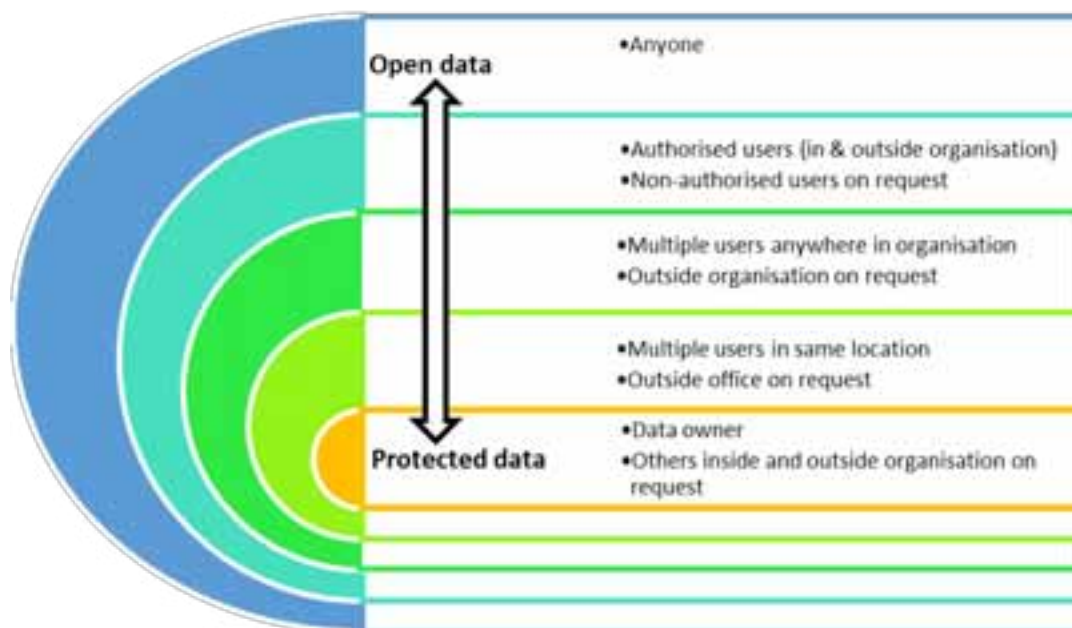 •Anyone
Open data
•Authorised users (in & outside organisation)
•Non-authorised users on request
•Multiple users anywhere in organisation
•Outside organisation on request
•Multiple users in same location
•Outside office on request
•Data owner
Protected data
•Others inside and outside organisation on
request